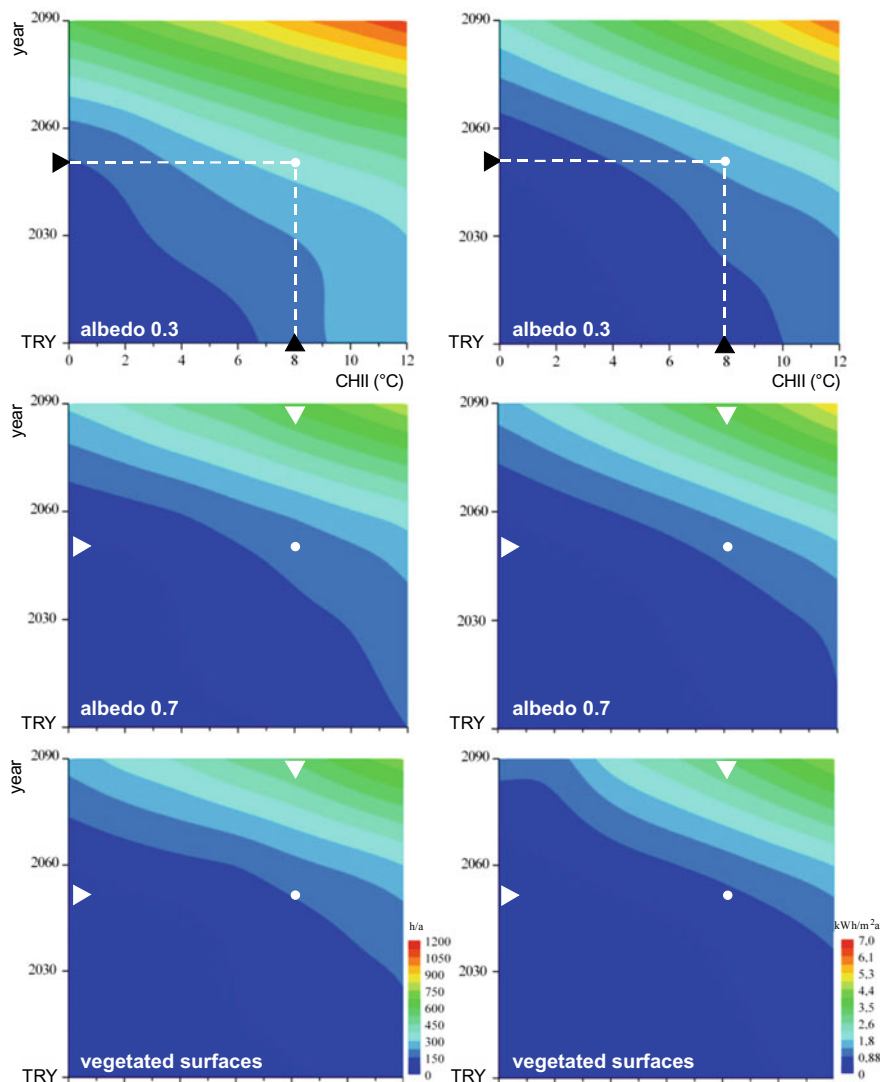 year
2090
2060
2030
TRY
albedo 0.3
0 2 4 6 8 10 12
CHII (°C)
2090
2060
2030
TRY
albedo 0.3
0 2 4 6 8 10 12
CHII (°C)
year
2090
2060
2030
TRY
albedo 0.7
2090
2060
2030
TRY
albedo 0.7
year
2090
2060
2030
TRY
vegetated surfaces
h/a
1200
1050
900
750
600
450
300
150
0
2090
2060
2030
TRY
vegetated surfaces
kWh/m²a
7,0
6,1
5,3
4,4
3,5
2,6
1,8
0,88
0